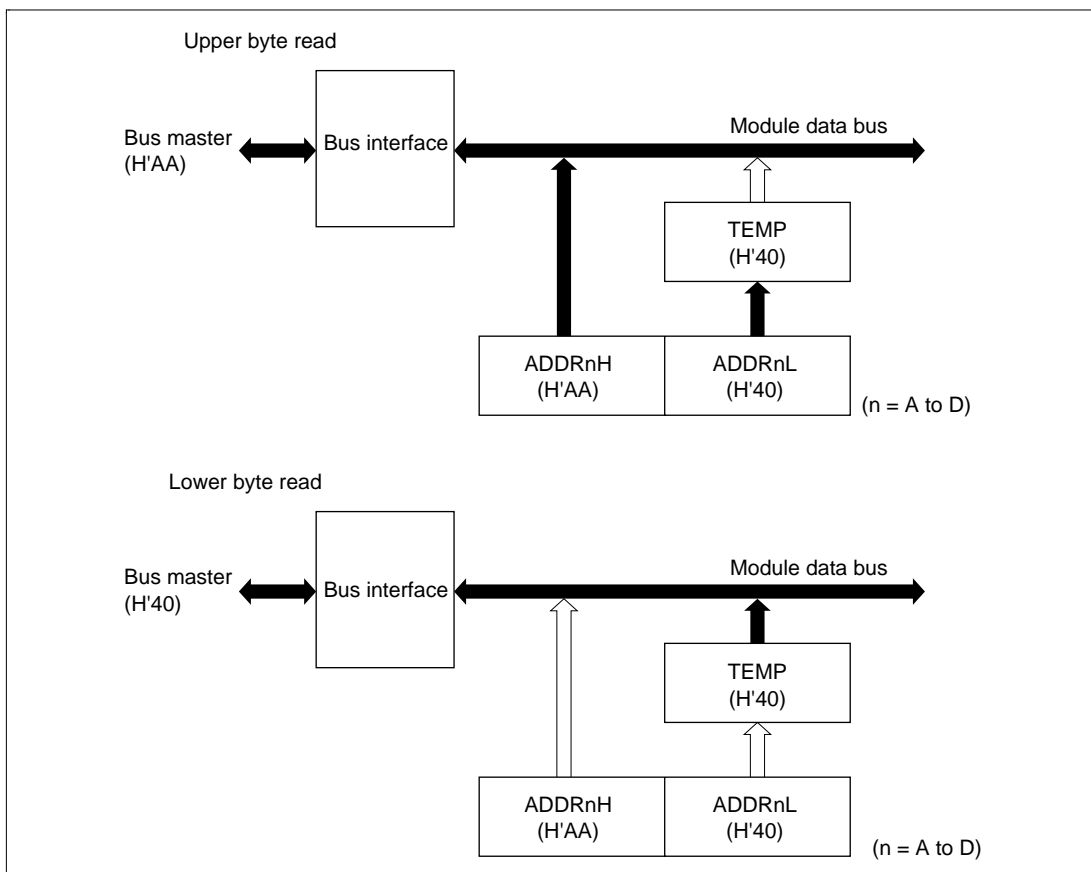 Upper byte read
Bus master
(H'AA)
Bus interface
Module data bus
TEMP
(H'40)
ADDRnH
(H'AA)
ADDRnL
(H'40)
(n = A to D)
Lower byte read
Bus master
(H'40)
Bus interface
Module data bus
TEMP
(H'40)
ADDRnH
(H'AA)
ADDRnL
(H'40)
(n = A to D)